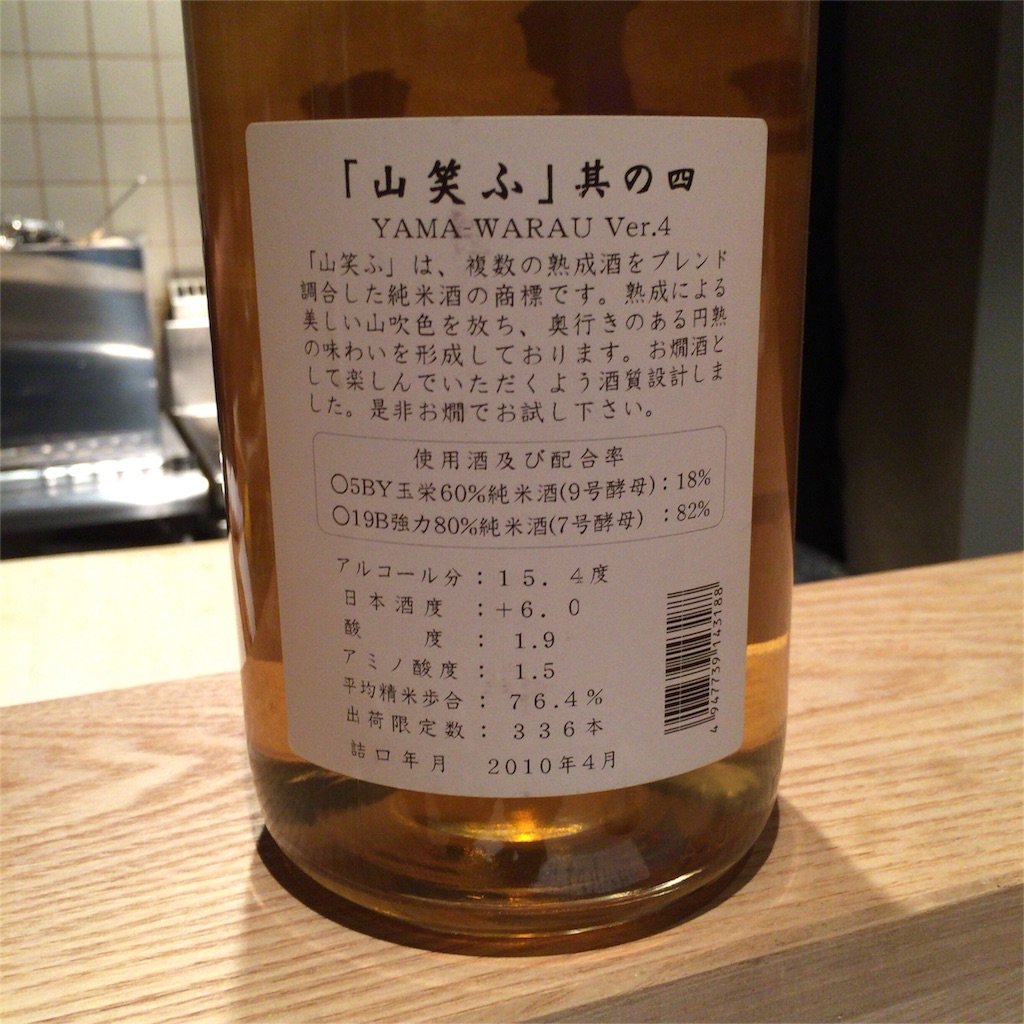 「山笑ふ」其の四
YAMA-WARAU Ver.4
「山笑ふ」は、複数の熟成酒をブレンド
調合した純米酒の商標です。熟成による
美しい山吹色を放ち、奥行きのある円熟
の味わいを形成しております。お燗酒と
して楽しんでいただくよう酒質設計しま
した。是非お燗でお試し下さい。
使用酒及び配合率
○5BY玉栄60%純米酒(9号酵母):18%
○19B強力80%純米酒(7号酵母):82%
アルコール分：15.4度
日本酒度：+6.0
酸度：1.9
アミノ酸度：1.5
平均精米歩合：76.4%
出荷限定数：336本
詰口年月 2010年4月
4947739143188